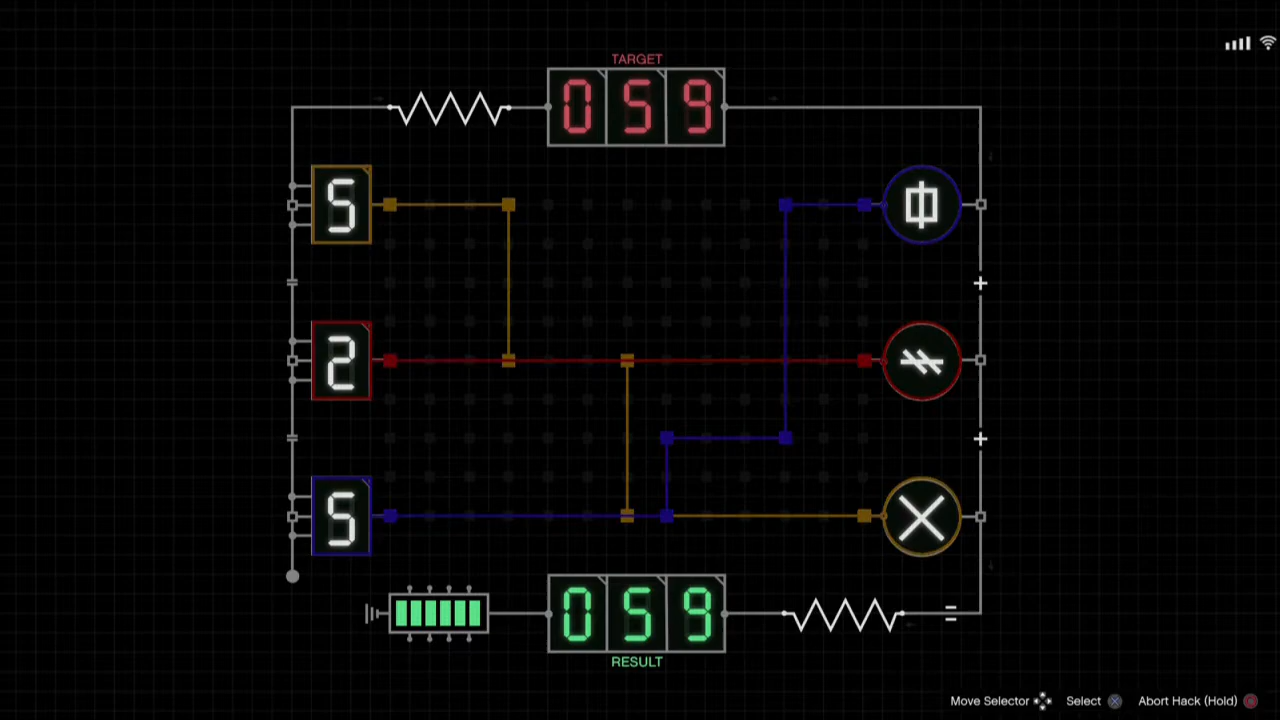 TARGET
059
5
+
2
+
5
=
059
RESULT
Move Selector Select Abort Hack (Hold)